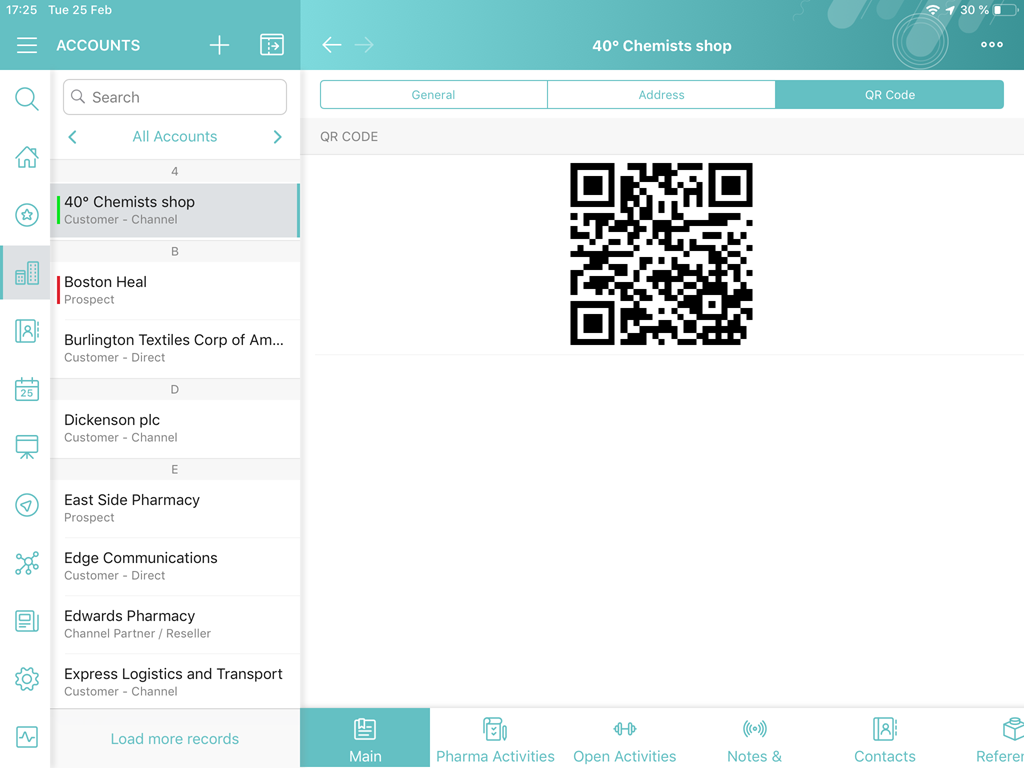 17:25 Tue 25 Feb
30 %
ACCOUNTS
40º Chemists shop
Search
All Accounts
4
40º Chemists shop
Customer - Channel
B
Boston Heal
Prospect
Burlington Textiles Corp of Am...
Customer - Direct
D
Dickenson plc
Customer - Channel
E
East Side Pharmacy
Prospect
Edge Communications
Customer - Direct
Edwards Pharmacy
Channel Partner / Reseller
Express Logistics and Transport
Customer - Channel
Load more records
25
General
Address
QR Code
QR CODE
Main
Pharma Activities
Open Activities
Notes &
Contacts
Referen